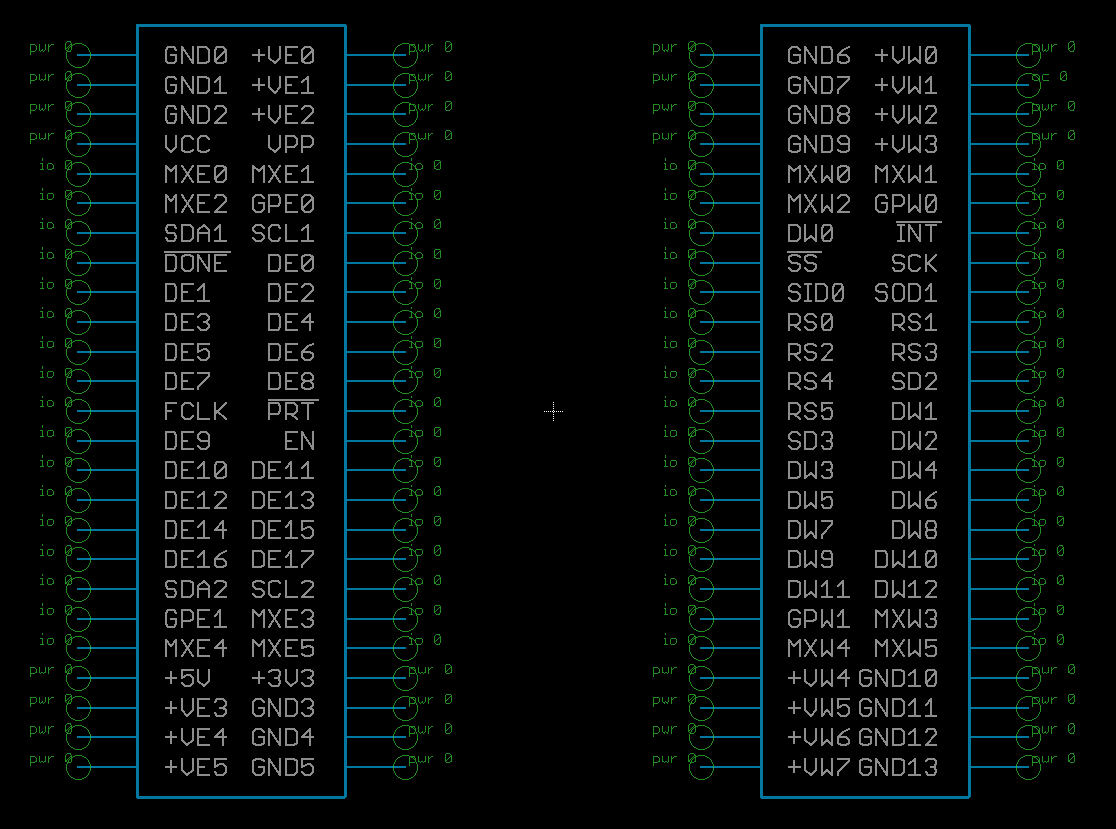 pwr 0 GND0 +VE0 pwr 0
pwr 0 GND1 +VE1 pwr 0
pwr 0 GND2 +VE2 pwr 0
pwr 0 VCC VPP pwr 0
io 0 MXE0 MXE1 io 0
io 0 MXE2 GPE0 io 0
io 0 SDA1 SCL1 io 0
io 0 DONE DE0 io 0
io 0 DE1 DE2 io 0
io 0 DE3 DE4 io 0
io 0 DE5 DE6 io 0
io 0 DE7 DE8 io 0
io 0 FCLK PRT io 0
io 0 DE9 EN io 0
io 0 DE10 DE11 io 0
io 0 DE12 DE13 io 0
io 0 DE14 DE15 io 0
io 0 DE16 DE17 io 0
io 0 SDA2 SCL2 io 0
io 0 GPE1 MXE3 io 0
io 0 MXE4 MXE5 io 0
pwr 0 +5V +3V3 pwr 0
pwr 0 +VE3 GND3 pwr 0
pwr 0 +VE4 GND4 pwr 0
pwr 0 +VE5 GND5 pwr 0
pwr 0 GND6 +VW0 pwr 0
pwr 0 GND7 +VW1 oc 0
pwr 0 GND8 +VW2 pwr 0
pwr 0 GND9 +VW3 pwr 0
io 0 MXW0 MXW1 io 0
io 0 MXW2 GPW0 io 0
io 0 DW0 INT io 0
io 0 SS SCK io 0
io 0 SID0 SOD1 io 0
io 0 RS0 RS1 io 0
io 0 RS2 RS3 io 0
io 0 RS4 SD2 io 0
io 0 RS5 DW1 io 0
io 0 SD3 DW2 io 0
io 0 DW3 DW4 io 0
io 0 DW5 DW6 io 0
io 0 DW7 DW8 io 0
io 0 DW9 DW10 io 0
io 0 DW11 DW12 io 0
io 0 GPW1 MXW3 io 0
io 0 MXW4 MXW5 io 0
pwr 0 +VW4 GND10 pwr 0
pwr 0 +VW5 GND11 pwr 0
pwr 0 +VW6 GND12 pwr 0
pwr 0 +VW7 GND13 pwr 0